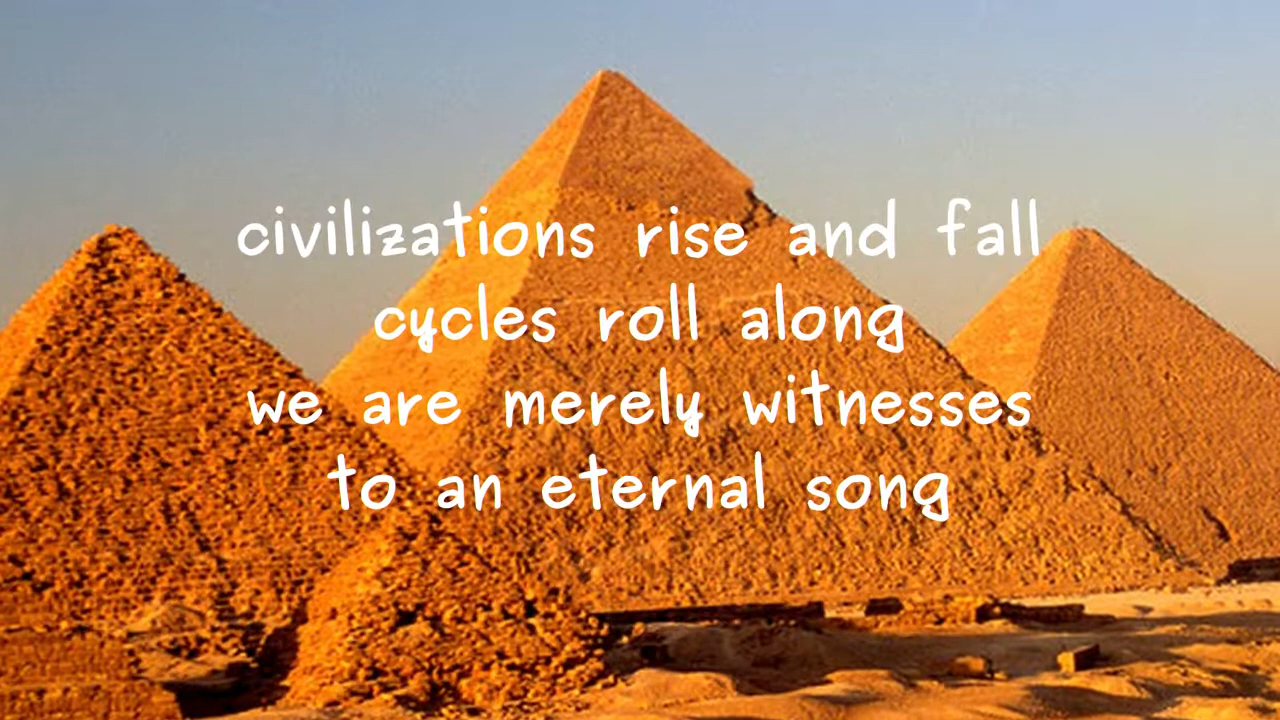 civilizations rise and fall
cycles roll along
we are merely witnesses
to an eternal song